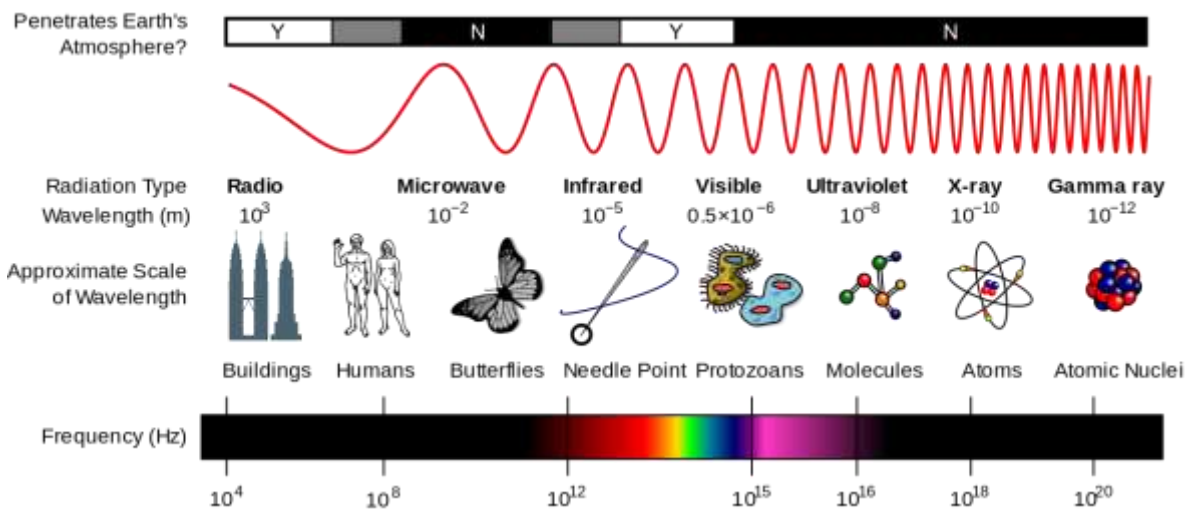 Penetrates Earth's
Atmosphere?
Y N Y N
Radiation Type Radio Microwave Infrared Visible Ultraviolet X-ray Gamma ray
Wavelength (m) 10³ 10⁻² 10⁻⁵ 0.5×10⁻⁶ 10⁻⁸ 10⁻¹⁰ 10⁻¹²
Approximate Scale
of Wavelength
Buildings Humans Butterflies Needle Point Protozoans Molecules Atoms Atomic Nuclei
Frequency (Hz)
10⁴ 10⁸ 10¹² 10¹⁵ 10¹⁶ 10¹⁸ 10²⁰